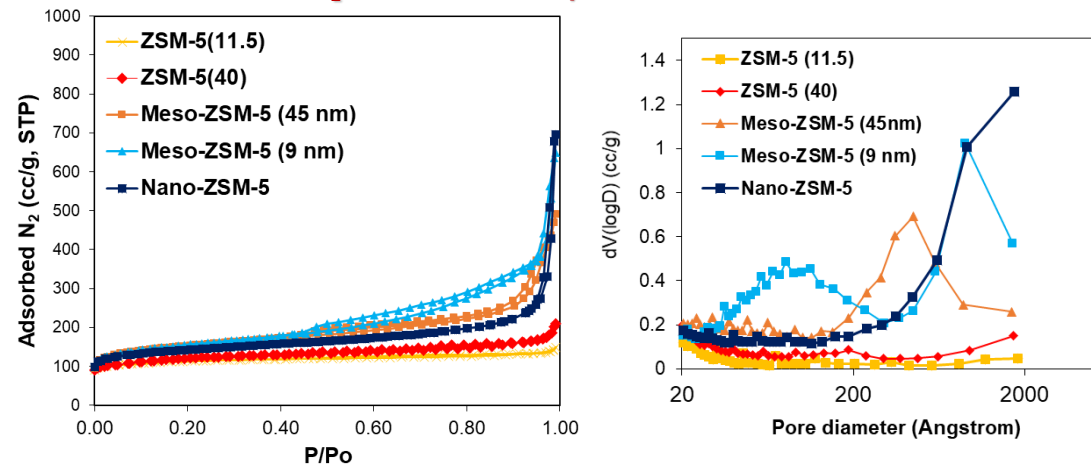 1000
900
800
700
600
500
400
300
200
100
0
Adsorbed N₂ (cc/g, STP)
ZSM-5(11.5)
ZSM-5(40)
Meso-ZSM-5 (45 nm)
Meso-ZSM-5 (9 nm)
Nano-ZSM-5
0.00 0.20 0.40 0.60 0.80 1.00
P/Po
1.4
1.2
1
0.8
0.6
0.4
0.2
0
dV(logD) (cc/g)
ZSM-5 (11.5)
ZSM-5 (40)
Meso-ZSM-5 (45nm)
Meso-ZSM-5 (9 nm)
Nano-ZSM-5
20 200 2000
Pore diameter (Angstrom)